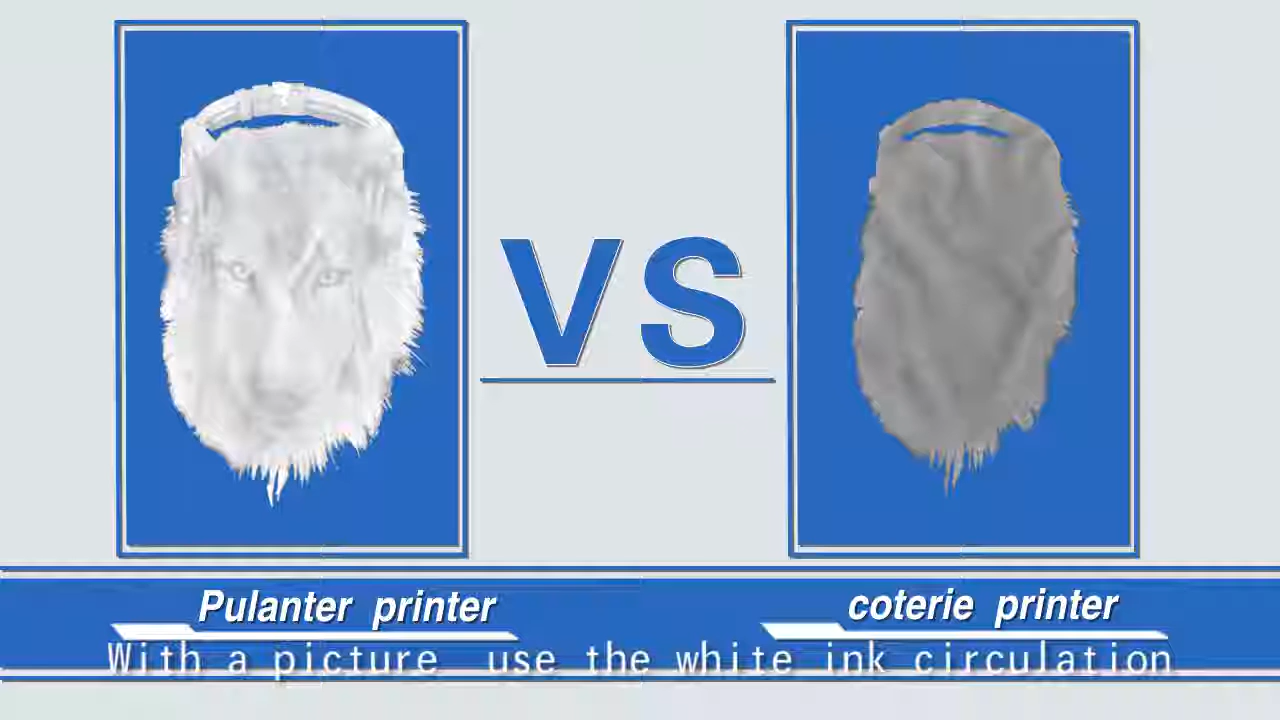 VS
Pulanter printer
coterie printer
With a picture use the white ink circulation